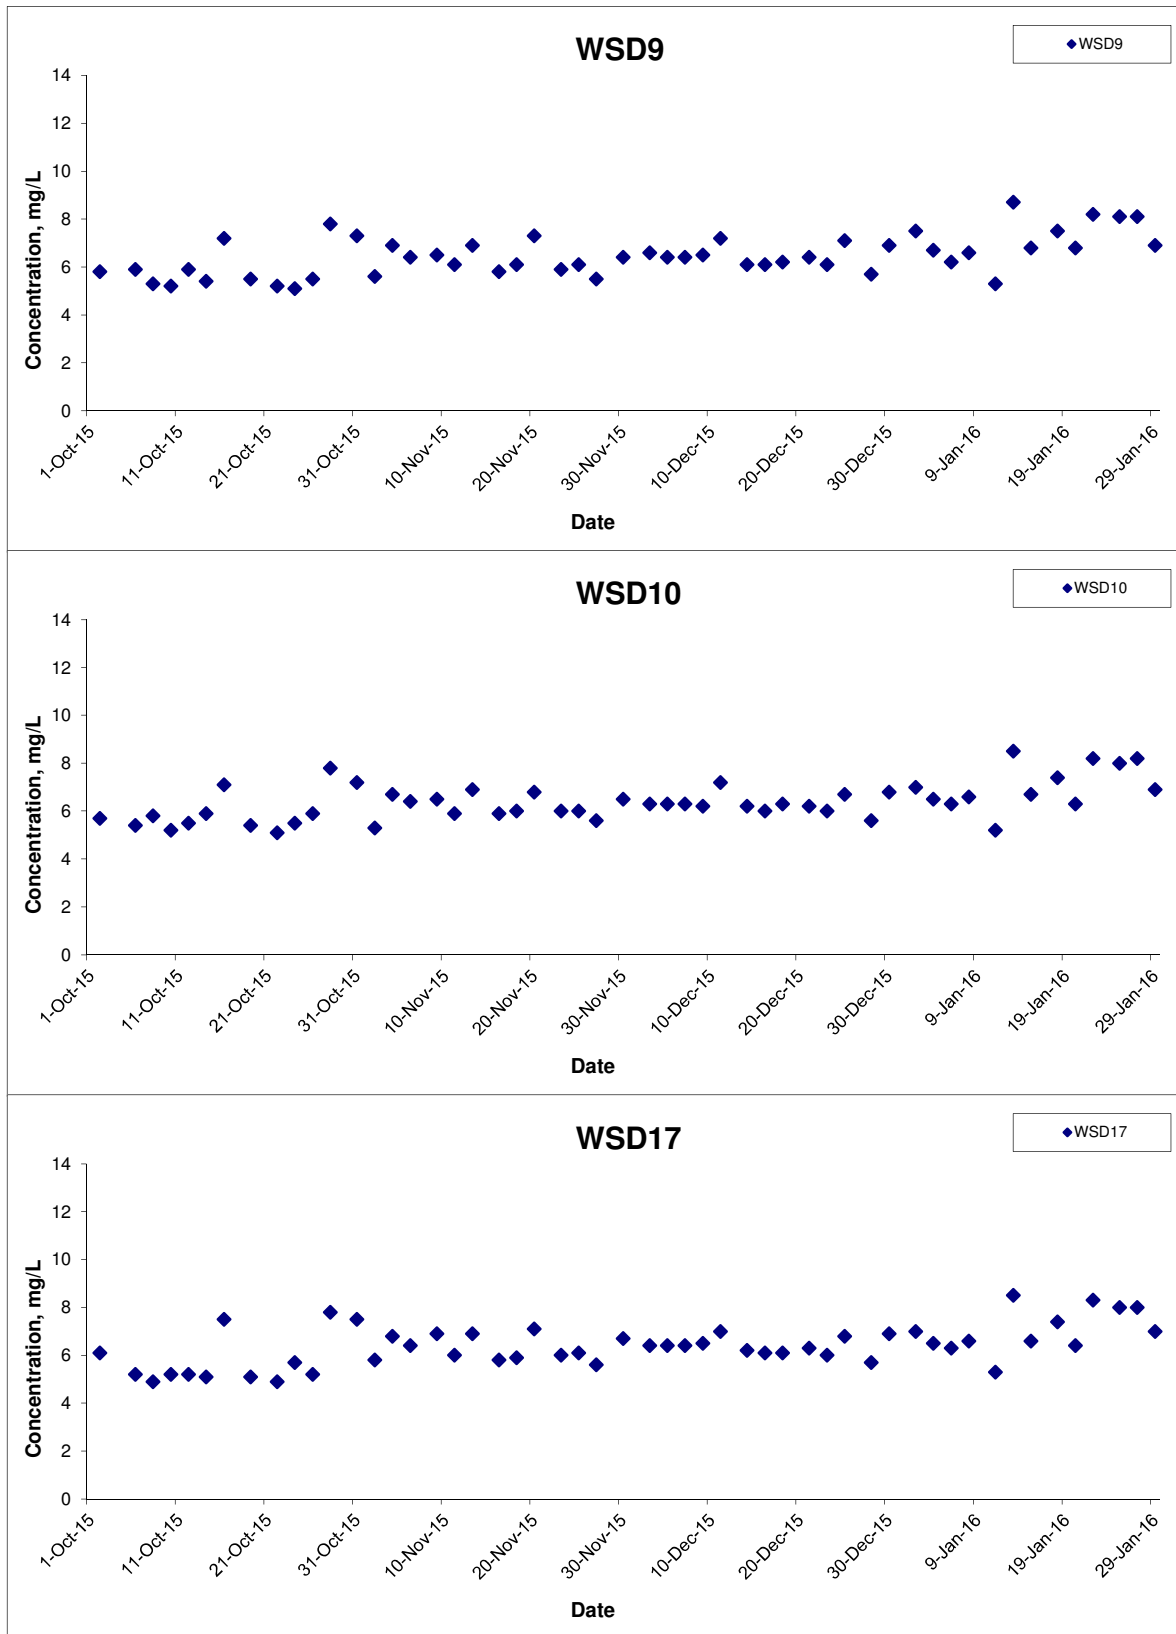 WSD9
WSD9
14
12
10
8
6
4
2
0
Concentration, mg/L
1-Oct-15
11-Oct-15
21-Oct-15
31-Oct-15
10-Nov-15
20-Nov-15
30-Nov-15
10-Dec-15
20-Dec-15
30-Dec-15
9-Jan-16
19-Jan-16
29-Jan-16
Date
WSD10
WSD10
14
12
10
8
6
4
2
0
Concentration, mg/L
1-Oct-15
11-Oct-15
21-Oct-15
31-Oct-15
10-Nov-15
20-Nov-15
30-Nov-15
10-Dec-15
20-Dec-15
30-Dec-15
9-Jan-16
19-Jan-16
29-Jan-16
Date
WSD17
WSD17
14
12
10
8
6
4
2
0
Concentration, mg/L
1-Oct-15
11-Oct-15
21-Oct-15
31-Oct-15
10-Nov-15
20-Nov-15
30-Nov-15
10-Dec-15
20-Dec-15
30-Dec-15
9-Jan-16
19-Jan-16
29-Jan-16
Date